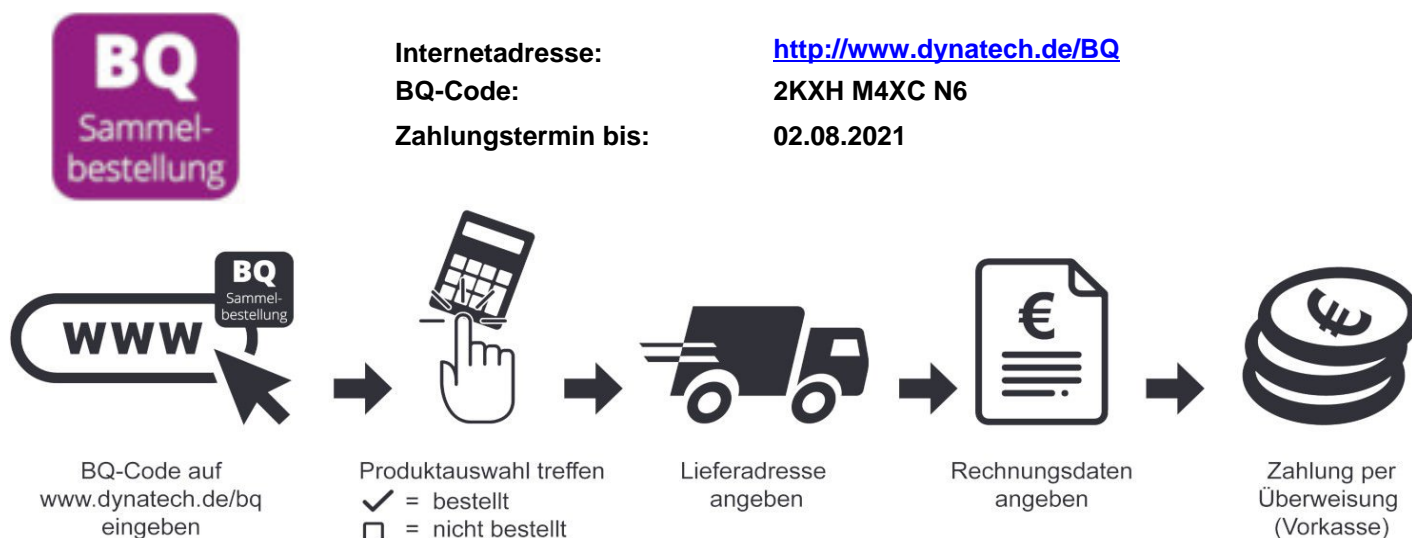 BQ
Sammel-
bestellung
Internetadresse: http://www.dynatech.de/BQ
BQ-Code: 2KXH M4XC N6
Zahlungstermin bis: 02.08.2021
BQ
Sammel-
bestellung
WWW
€
€
BQ-Code auf
www.dynatech.de/bq
eingeben
Produktauswahl treffen
✓ = bestellt
☐ = nicht bestellt
Lieferadresse
angeben
Rechnungsdaten
angeben
Zahlung per
Überweisung
(Vorkasse)